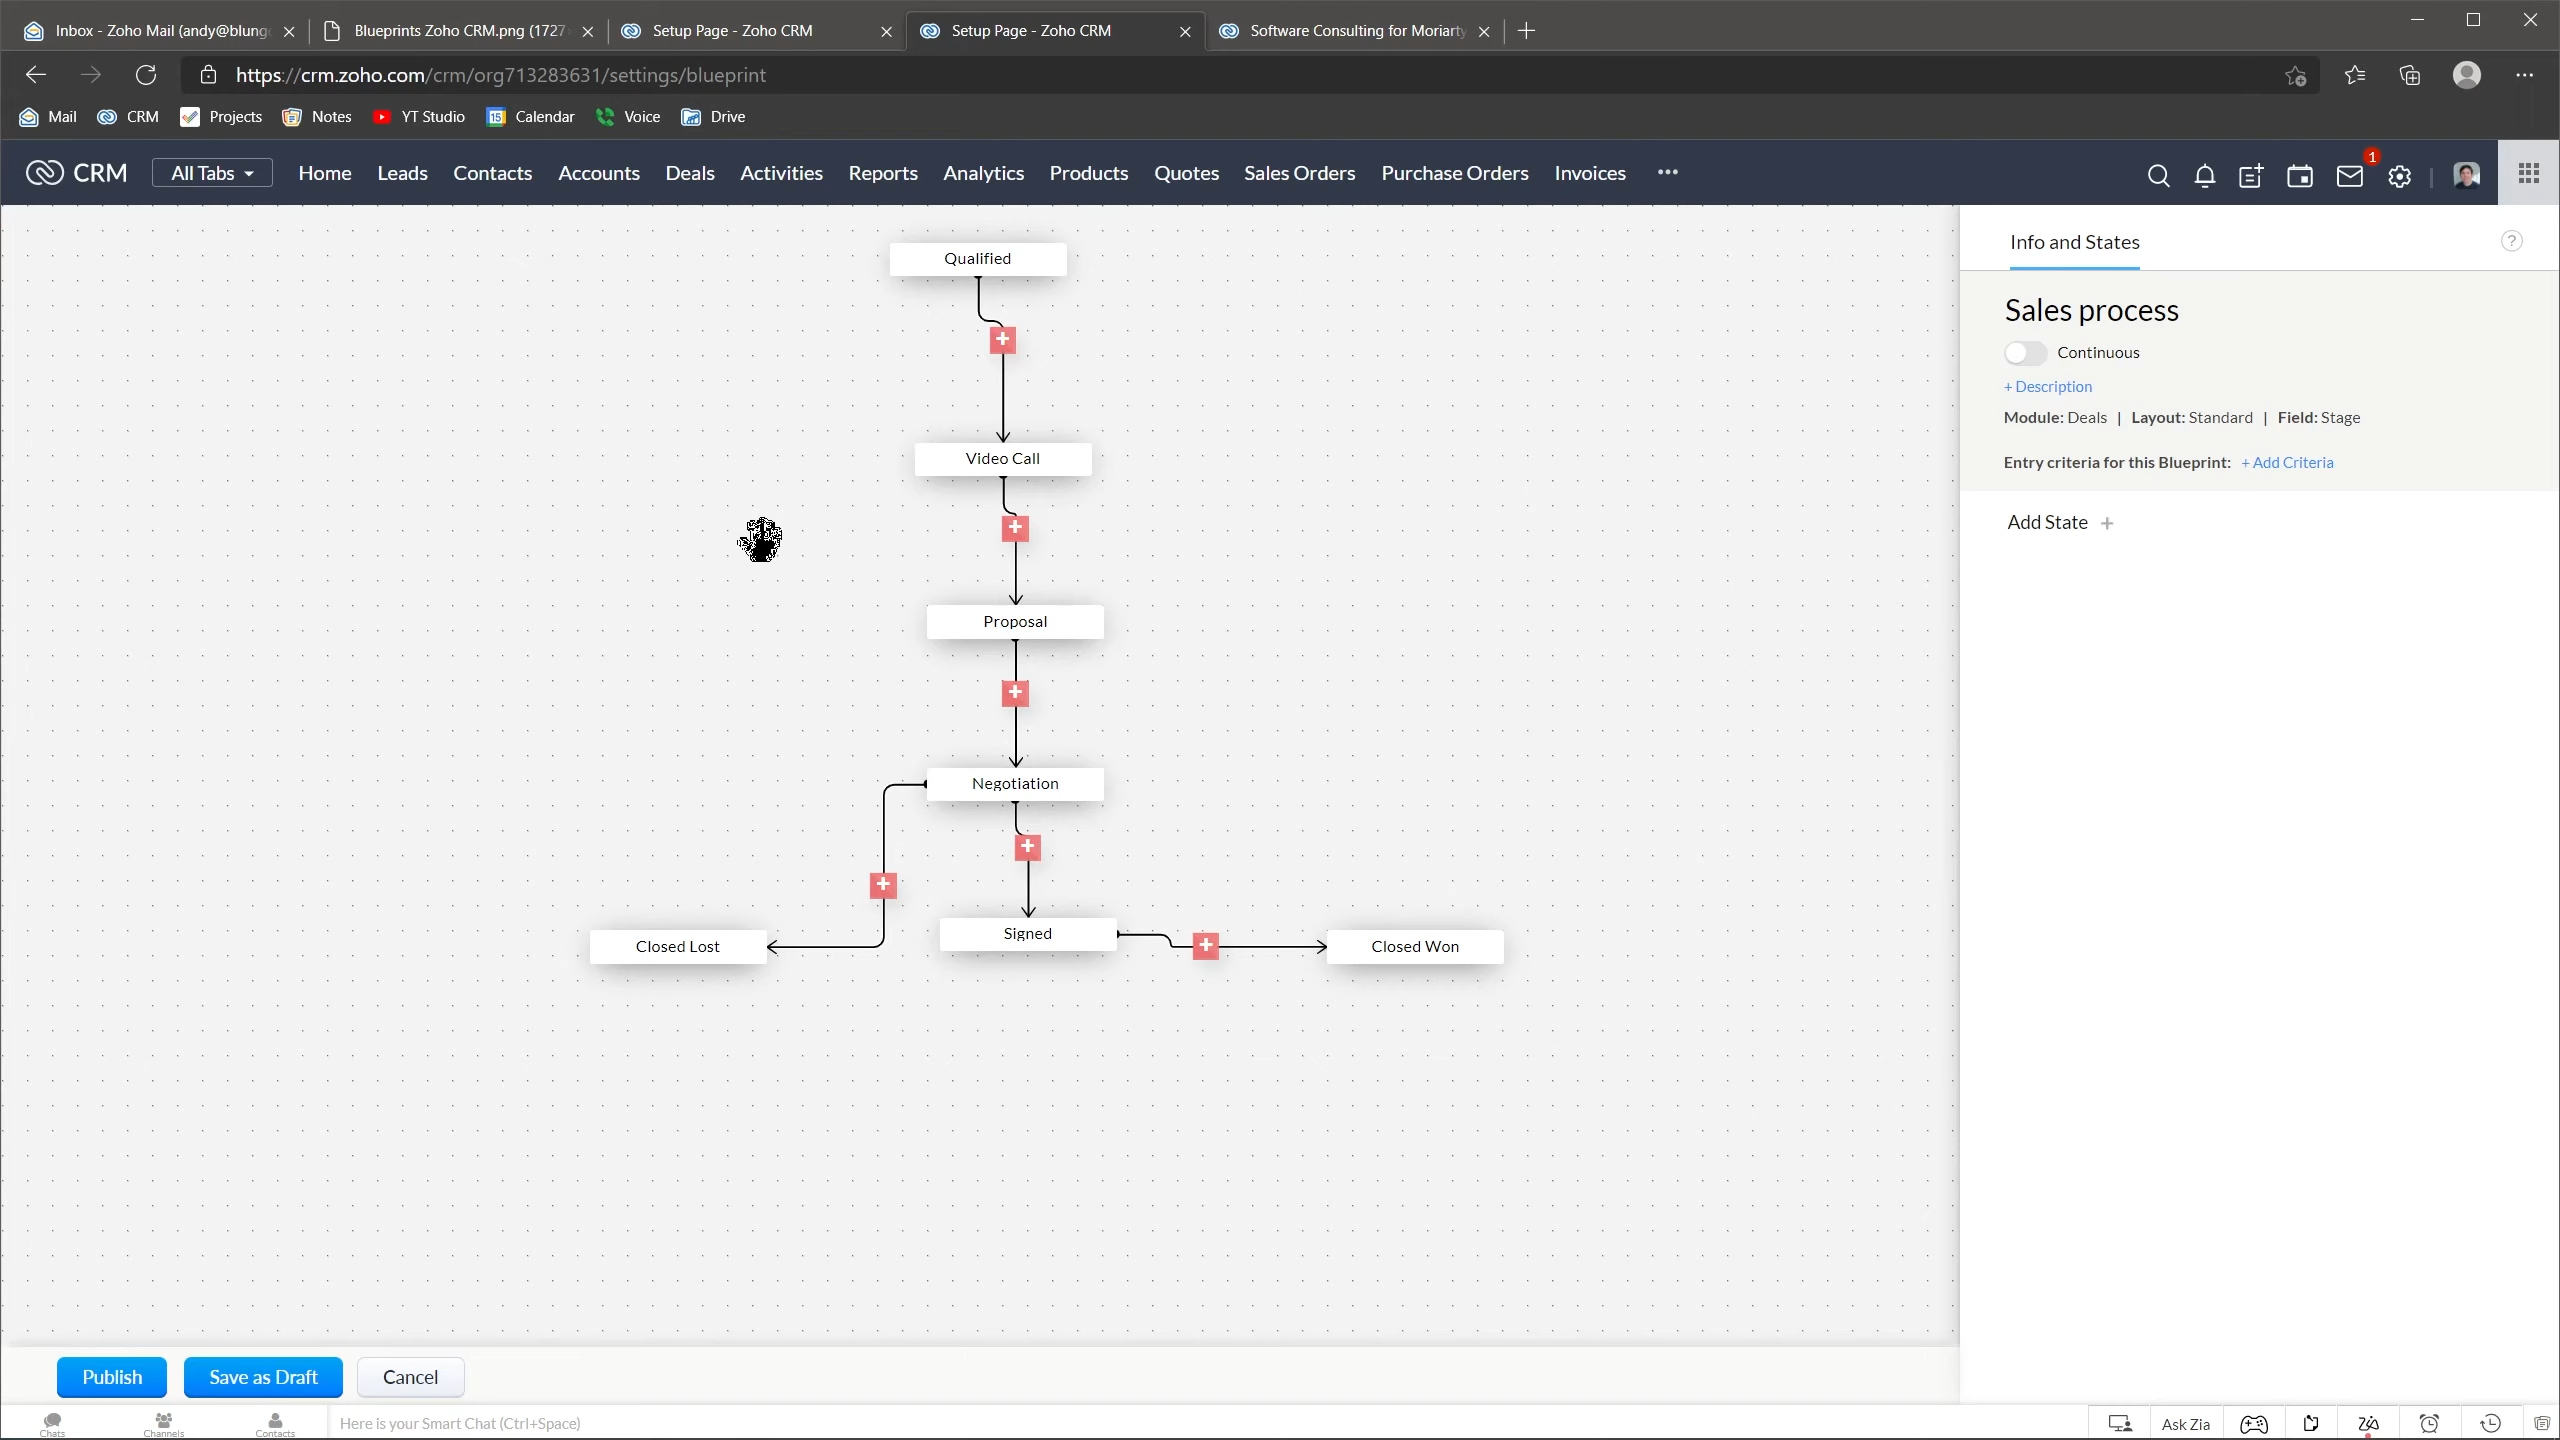 Inbox - Zoho Mail (andy@blung
Blueprints Zoho CRM.png (1727
Setup Page - Zoho CRM
Setup Page - Zoho CRM
Software Consulting for Moriarty
https://crm.zoho.com/crm/org713283631/settings/blueprint
Mail
CRM
Projects
Notes
YT Studio
15
Calendar
Voice
Drive
CRM
All Tabs
Home
Leads
Contacts
Accounts
Deals
Activities
Reports
Analytics
Products
Quotes
Sales Orders
Purchase Orders
Invoices
1
Info and States
?
Sales process
Continuous
+ Description
Module: Deals | Layout: Standard | Field: Stage
Entry criteria for this Blueprint: + Add Criteria
Add State +
Qualified
Video Call
Proposal
Negotiation
Closed Lost
Signed
Closed Won
Publish
Save as Draft
Cancel
Chats
Channels
Contacts
Here is your Smart Chat (Ctrl+Space)
Ask Zia